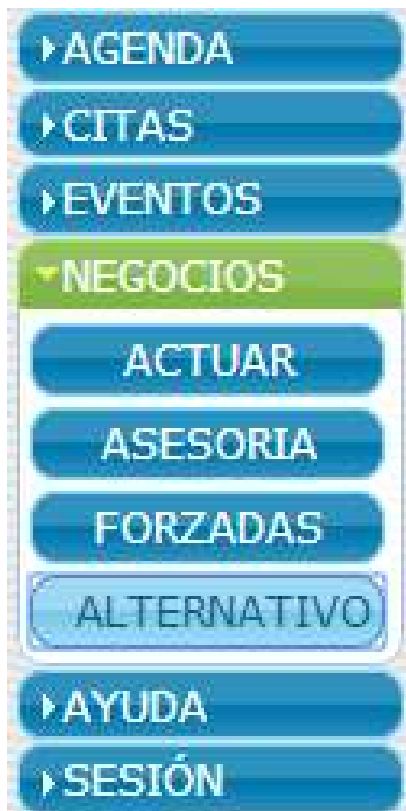 AGENDA
CITAS
EVENTOS
NEGOCIOS
ACTUAR
ASESORIA
FORZADAS
ALTERNATIVO
AYUDA
SESIÓN